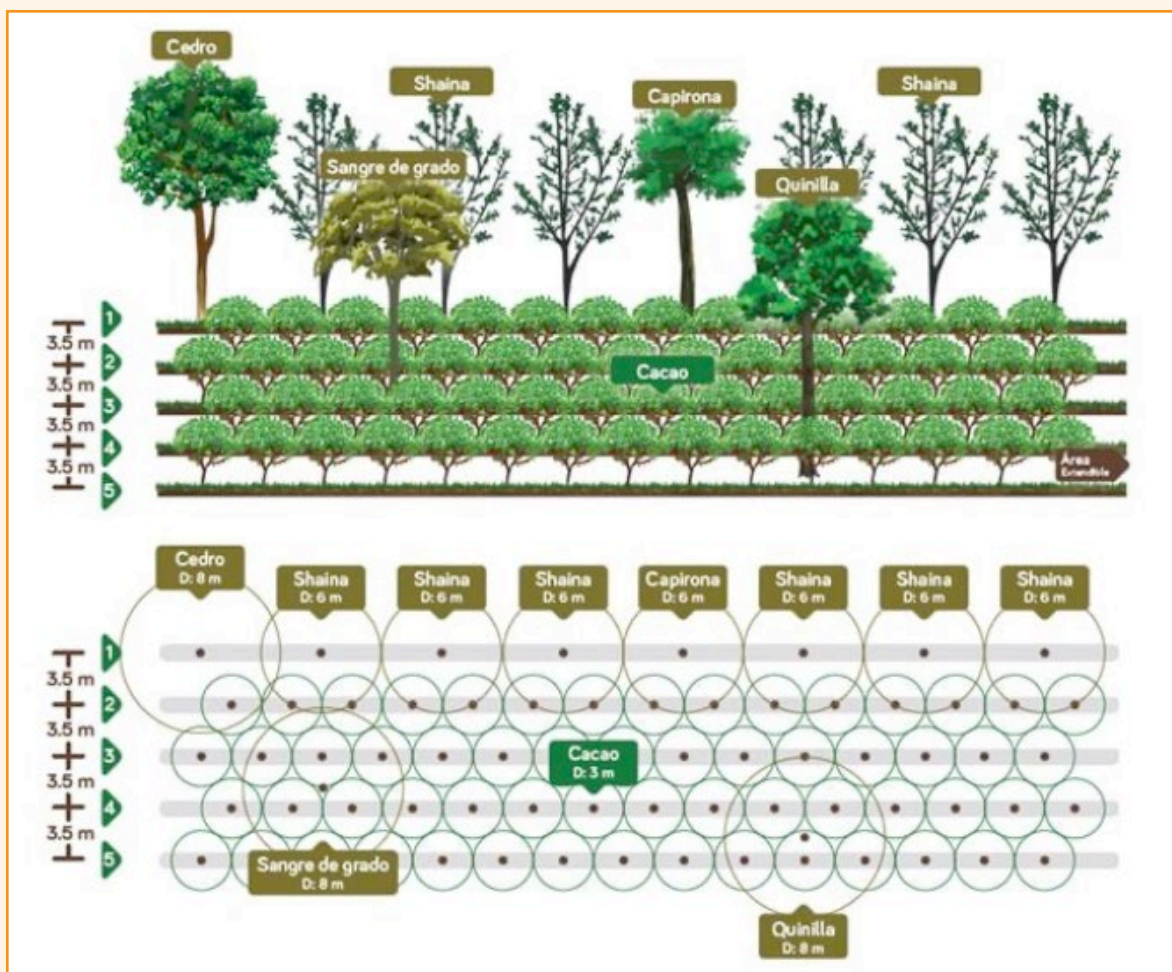 Cedro
Shaina
Capirona
Shaina
Sangre de grado
Quinilla
1
3.5 m
2
Cacao
3.5 m
3
3.5 m
4
3.5 m
Área
Extendible
5
Cedro
D: 8 m
Shaina
D: 6 m
Shaina
D: 6 m
Shaina
D: 6 m
Capirona
D: 6 m
Shaina
D: 6 m
Shaina
D: 6 m
Shaina
D: 6 m
1
3.5 m
2
3.5 m
3
Cacao
D: 3 m
3.5 m
4
3.5 m
5
Sangre de grado
D: 8 m
Quinilla
D: 8 m